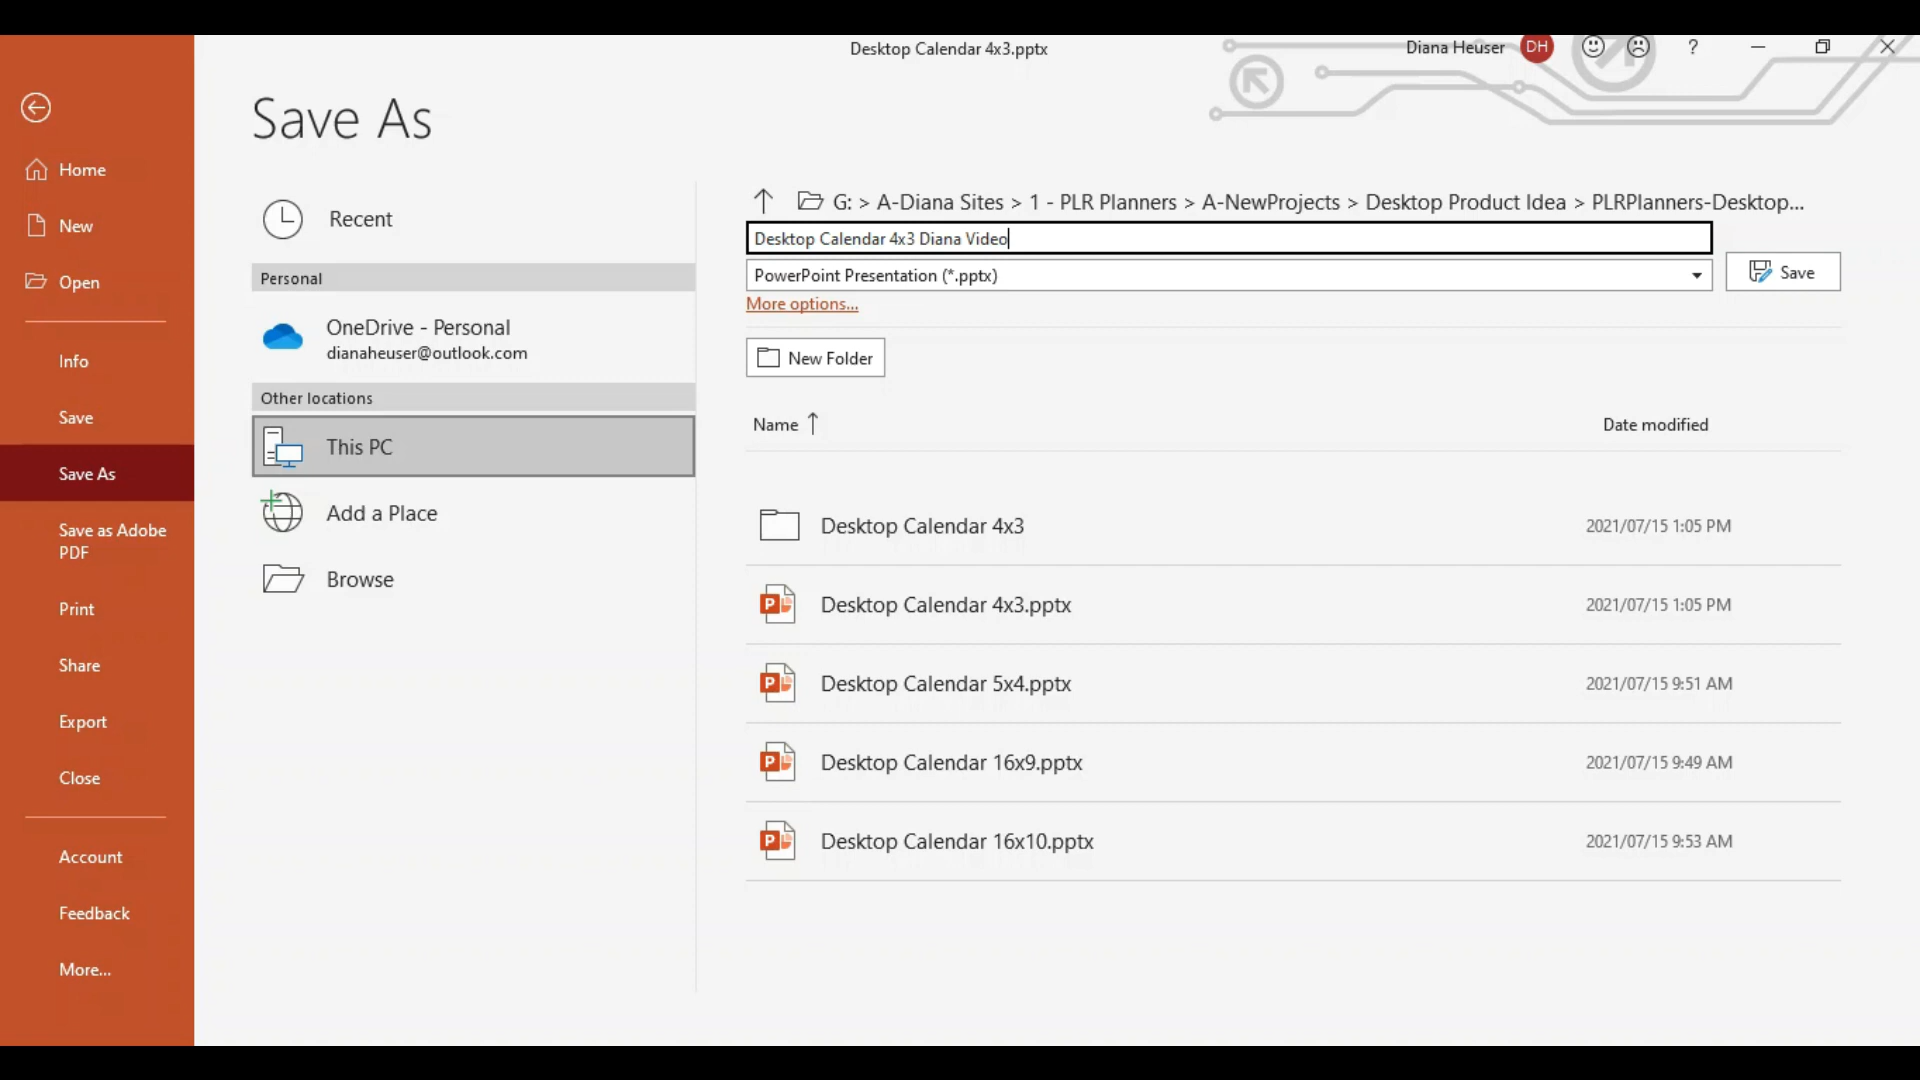 Desktop Calendar 4x3.pptx
Diana Heuser
DH
?
Save As
Home
New
Open
Info
Save
Save As
Save as Adobe
PDF
Print
Share
Export
Close
Account
Feedback
More...
Recent
Personal
OneDrive - Personal
dianaheuser@outlook.com
Other locations
This PC
Add a Place
Browse
G: > A-Diana Sites > 1 - PLR Planners > A-NewProjects > Desktop Product Idea > PLRPlanners-Desktop...
Desktop Calendar 4x3 Diana Video
PowerPoint Presentation (*.pptx)
Save
More options...
New Folder
Name Date modified
Desktop Calendar 4x3 2021/07/15 1:05 PM
Desktop Calendar 4x3.pptx 2021/07/15 1:05 PM
Desktop Calendar 5x4.pptx 2021/07/15 9:51 AM
Desktop Calendar 16x9.pptx 2021/07/15 9:49 AM
Desktop Calendar 16x10.pptx 2021/07/15 9:53 AM